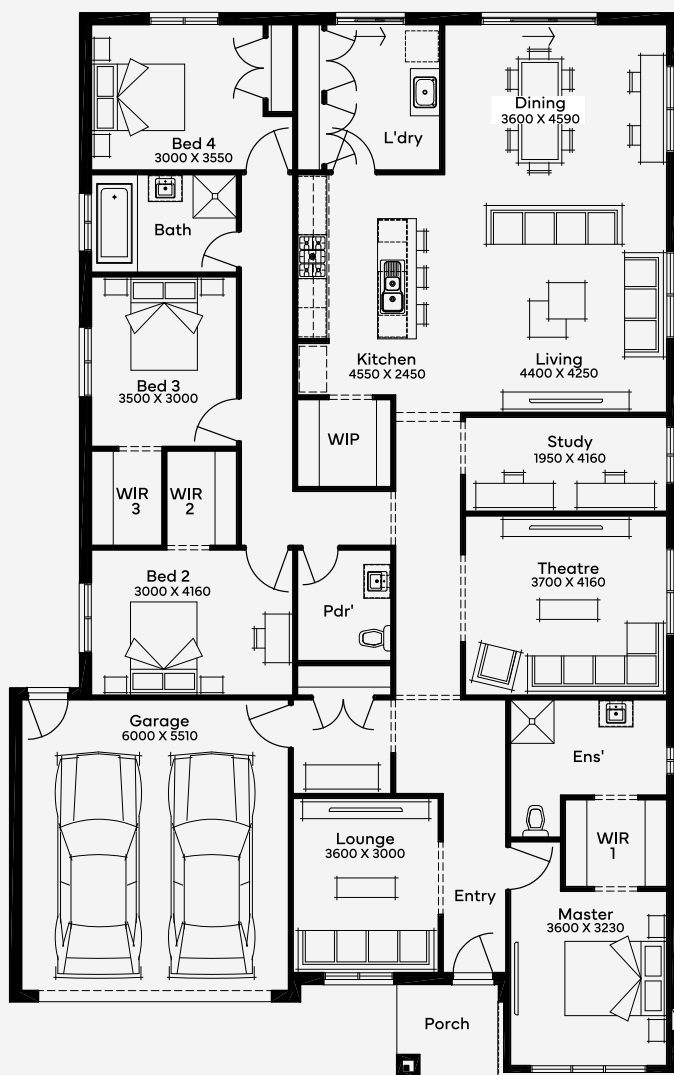 Bed 4
3000 X 3550
L'dry
Dining
3600 X 4590
Bath
Bed 3
3500 X 3000
Kitchen
4550 X 2450
Living
4400 X 4250
WIP
Study
1950 X 4160
WIR
3
WIR
2
Bed 2
3000 X 4160
Pdr'
Theatre
3700 X 4160
Garage
6000 X 5510
Ens'
Lounge
3600 X 3000
WIR
1
Entry
Master
3600 X 3230
Porch